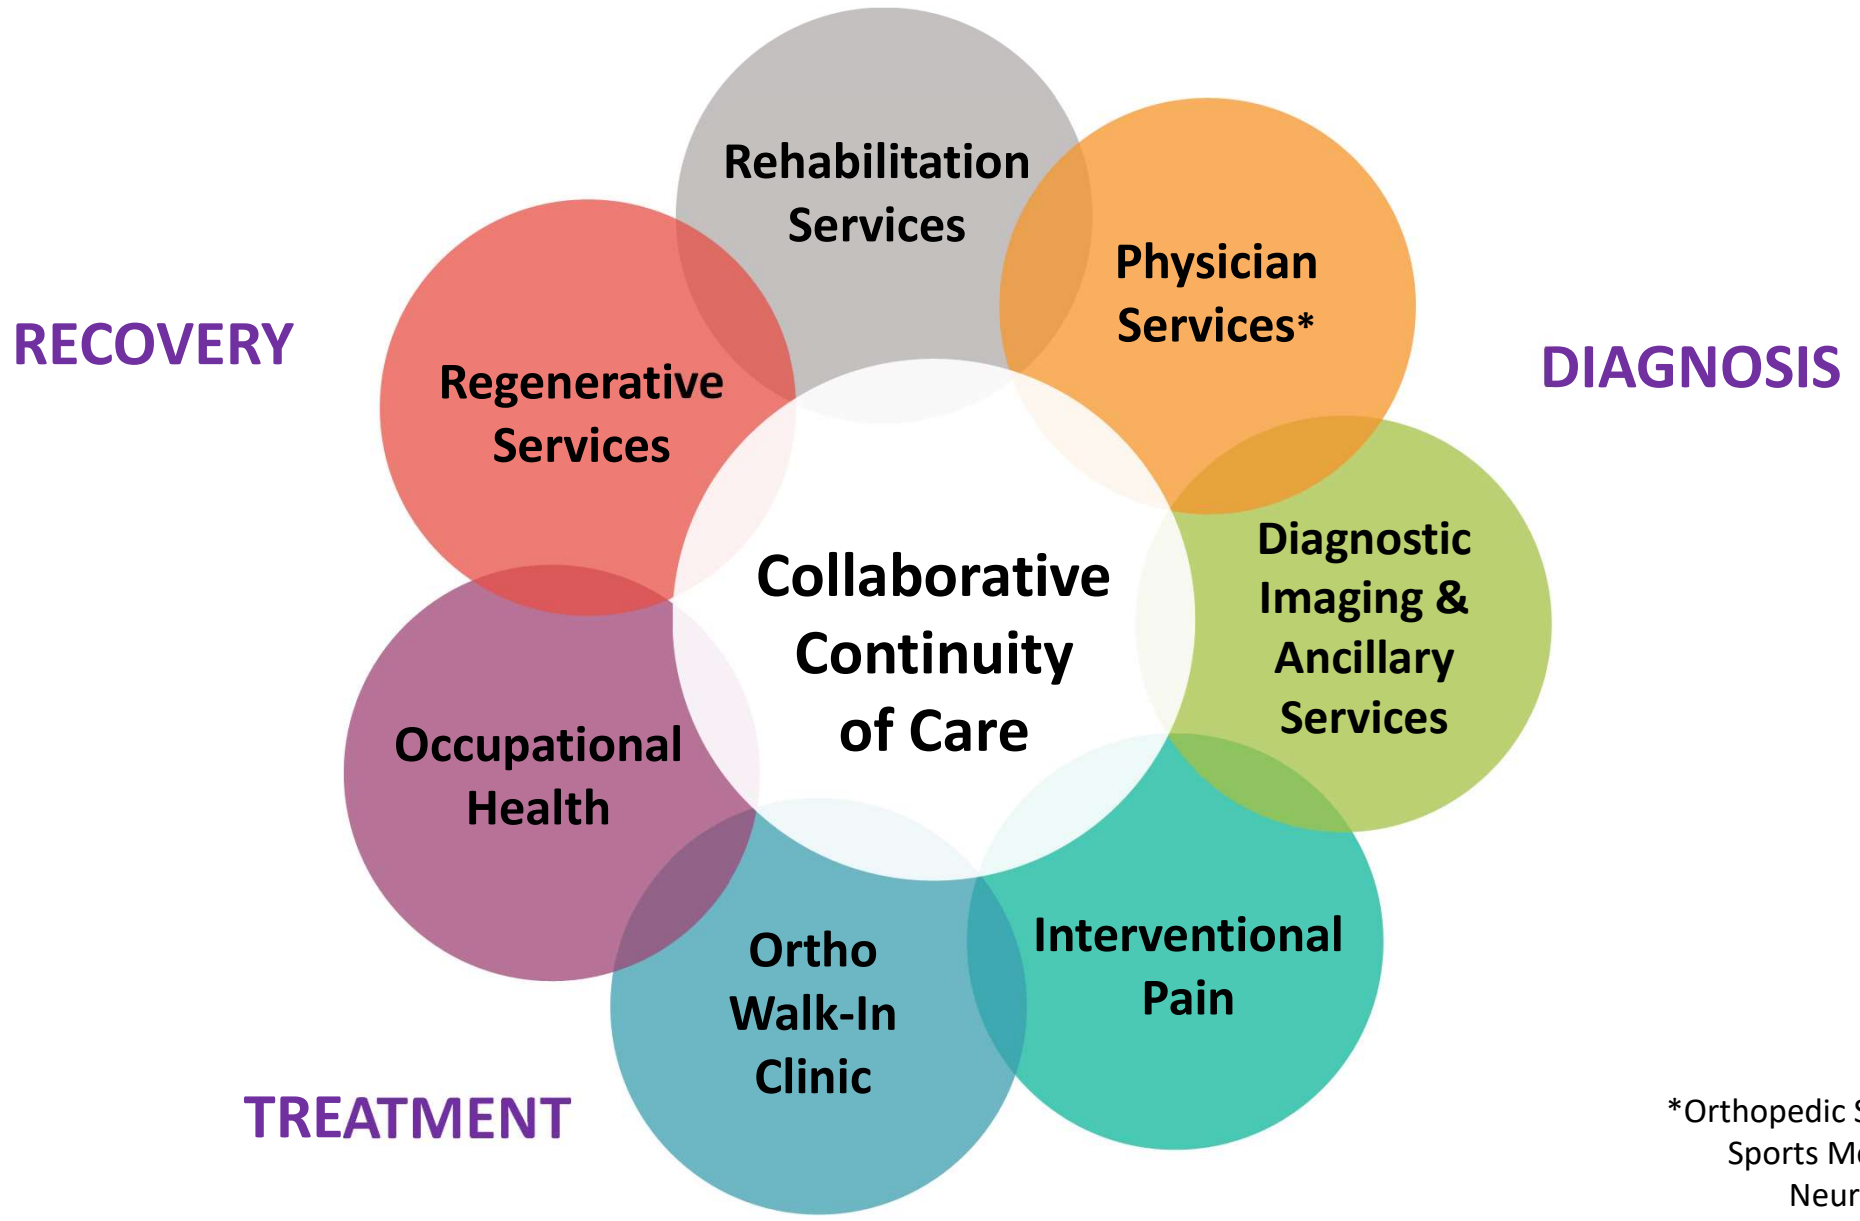 Rehabilitation
Services
Physician
Services*
RECOVERY
DIAGNOSIS
Regenerative
Services
Diagnostic
Imaging &
Ancillary
Services
Collaborative
Continuity
of Care
Occupational
Health
Interventional
Pain
Ortho
Walk-In
Clinic
TREATMENT
*Orthopedic
Sports